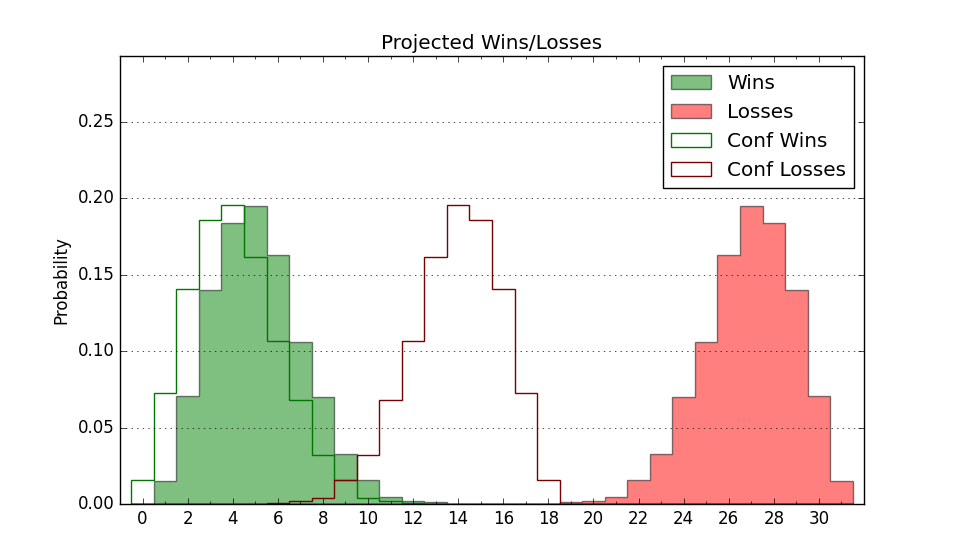 Projected Wins/Losses
Wins
Losses
Conf Wins
Conf Losses
0.25
0.20
0.15
0.10
0.05
0.00
Probability
0 2 4 6 8 10 12 14 16 18 20 22 24 26 28 30